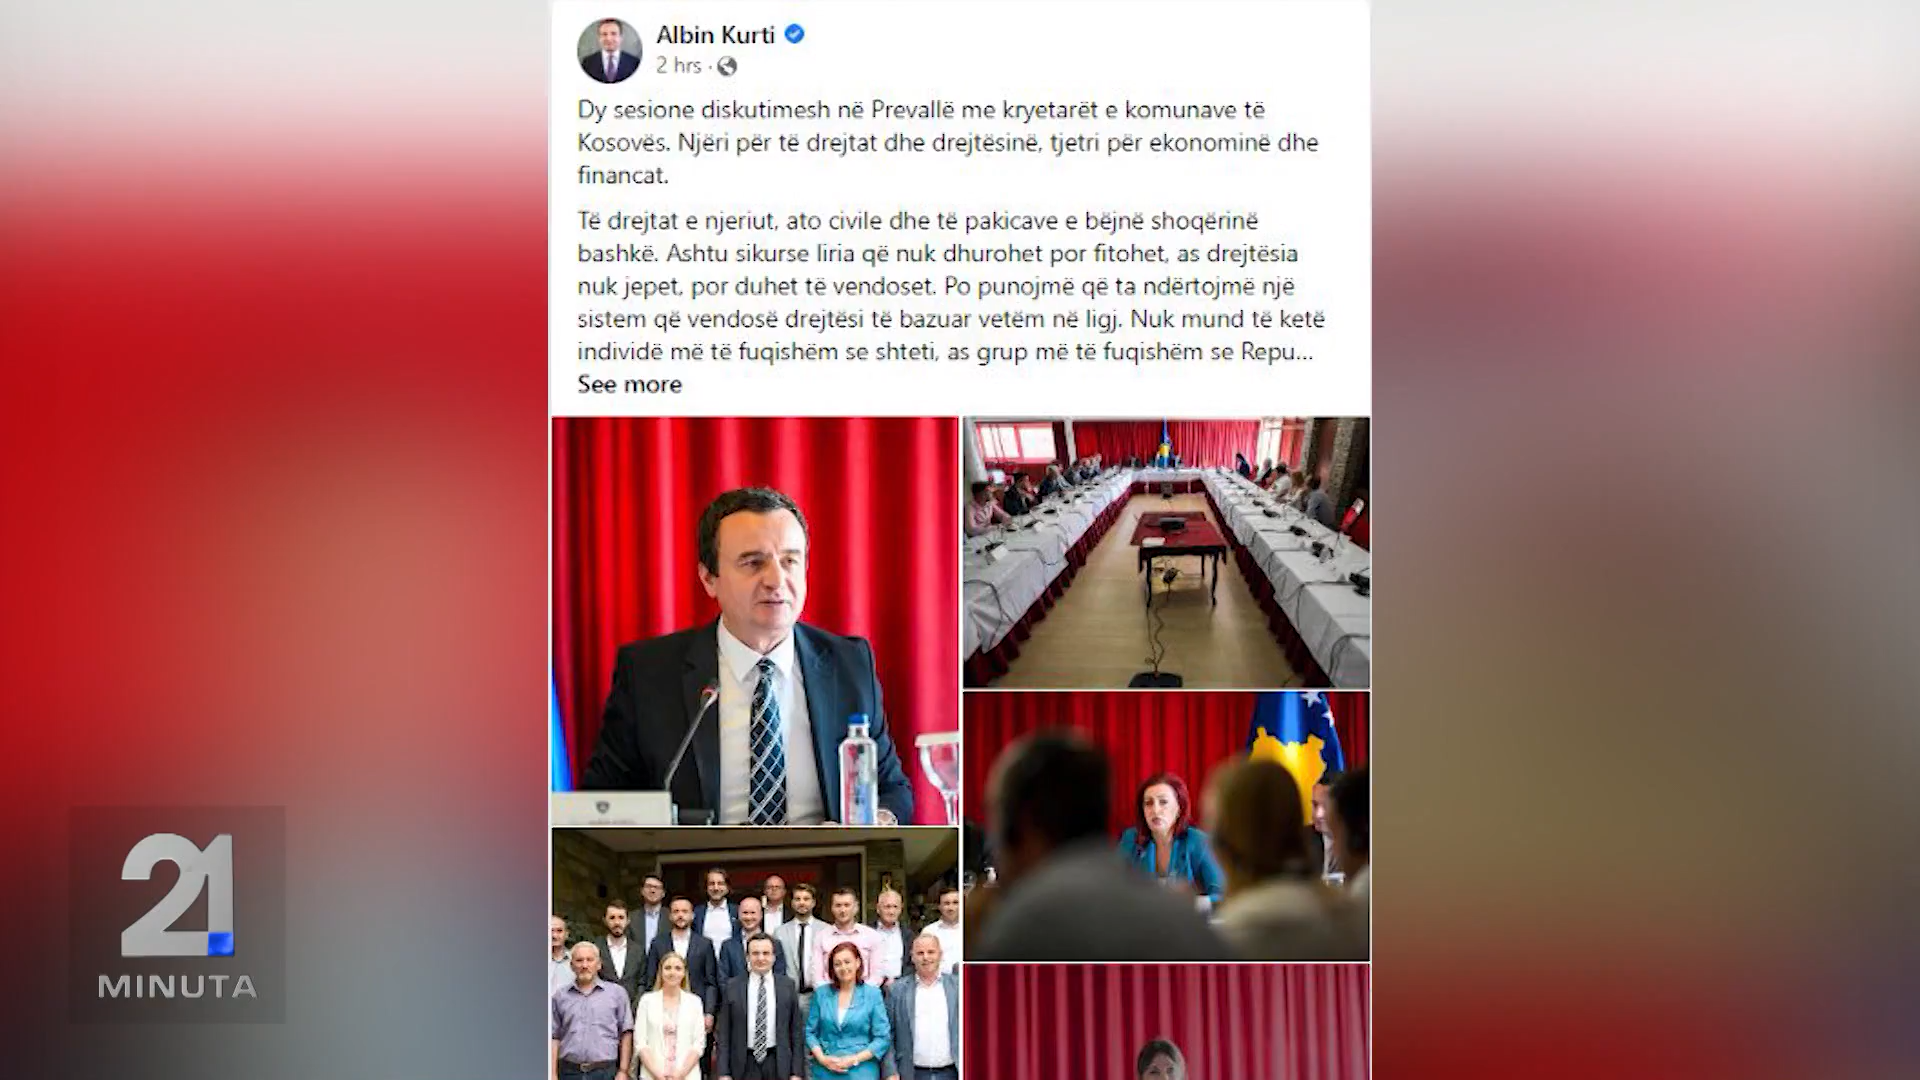 Albin Kurti
2 hrs ·
Dy sesione diskutimesh në Prevallë me kryetarët e komunave të
Kosovës. Njëri për të drejtat dhe drejtësinë, tjetri për ekonominë dhe
financat.
Të drejtat e njeriut, ato civile dhe të pakicave e bëjnë shoqërinë
bashkë. Ashtu sikurse liria që nuk dhurohet por fitohet, as drejtësia
nuk jepet, por duhet të vendoset. Po punojmë që ta ndërtojmë një
sistem që vendosë drejtësi të bazuar vetëm në ligj. Nuk mund të ketë
individë më të fuqishëm se shteti, as grup më të fuqishëm se Repu...
See more
21
MINUTA